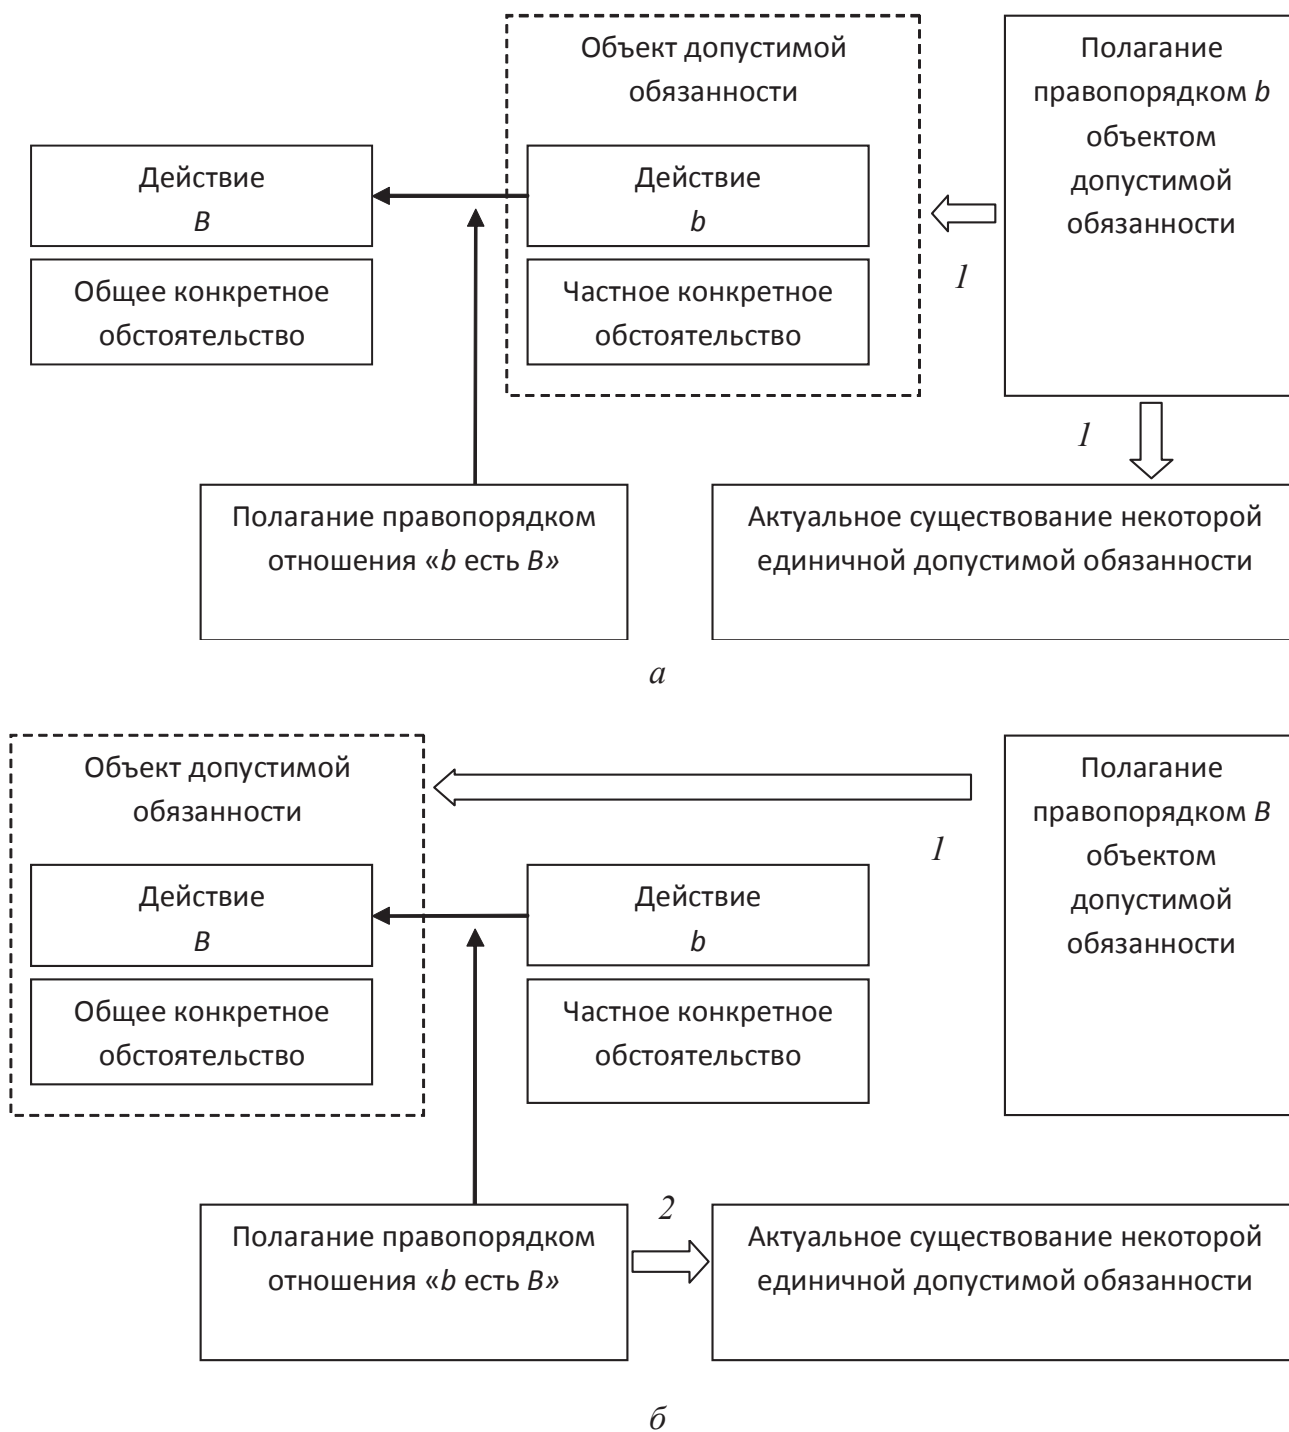 Объект допустимой
обязанности
Полагание
правопорядком b
объектом
допустимой
обязанности
Действие
B
Действие
b
1
Общее конкретное
обстоятельство
Частное конкретное
обстоятельство
1
Полагание правопорядком
отношения «b есть B»
Актуальное существование некоторой
единичной допустимой обязанности
а
Объект допустимой
обязанности
Полагание
правопорядком B
объектом
допустимой
обязанности
1
Действие
B
Действие
b
Общее конкретное
обстоятельство
Частное конкретное
обстоятельство
2
Полагание правопорядком
отношения «b есть B»
Актуальное существование некоторой
единичной допустимой обязанности
б